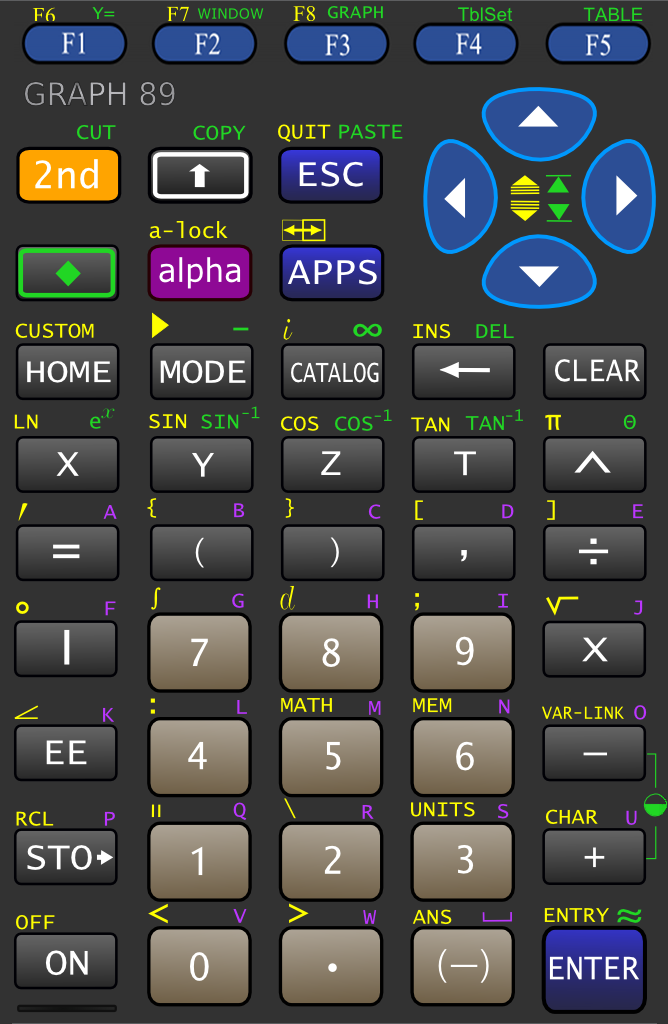 F6 Y= F7 WINDOW F8 GRAPH TblSet TABLE
F1 F2 F3 F4 F5
GRAPH 89
CUT COPY QUIT PASTE
2nd ESC
a-lock
alpha APPS
CUSTOM ▶ − i ∞ INS DEL
HOME MODE CATALOG ← CLEAR
LN eˣ SIN SIN⁻¹ COS COS⁻¹ TAN TAN⁻¹ π θ
X Y Z T ^
′ A { B } C [ D ] E
= ( ) , ÷
° F ∫ G d H ; I √ J
| 7 8 9 ×
∠ K : L MATH M MEM N VAR-LINK O
EE 4 5 6 −
RCL P " Q \ R UNITS S CHAR U
STO▸ 1 2 3 +
OFF < V > W ANS ENTRY ≈
ON 0 . (−) ENTER